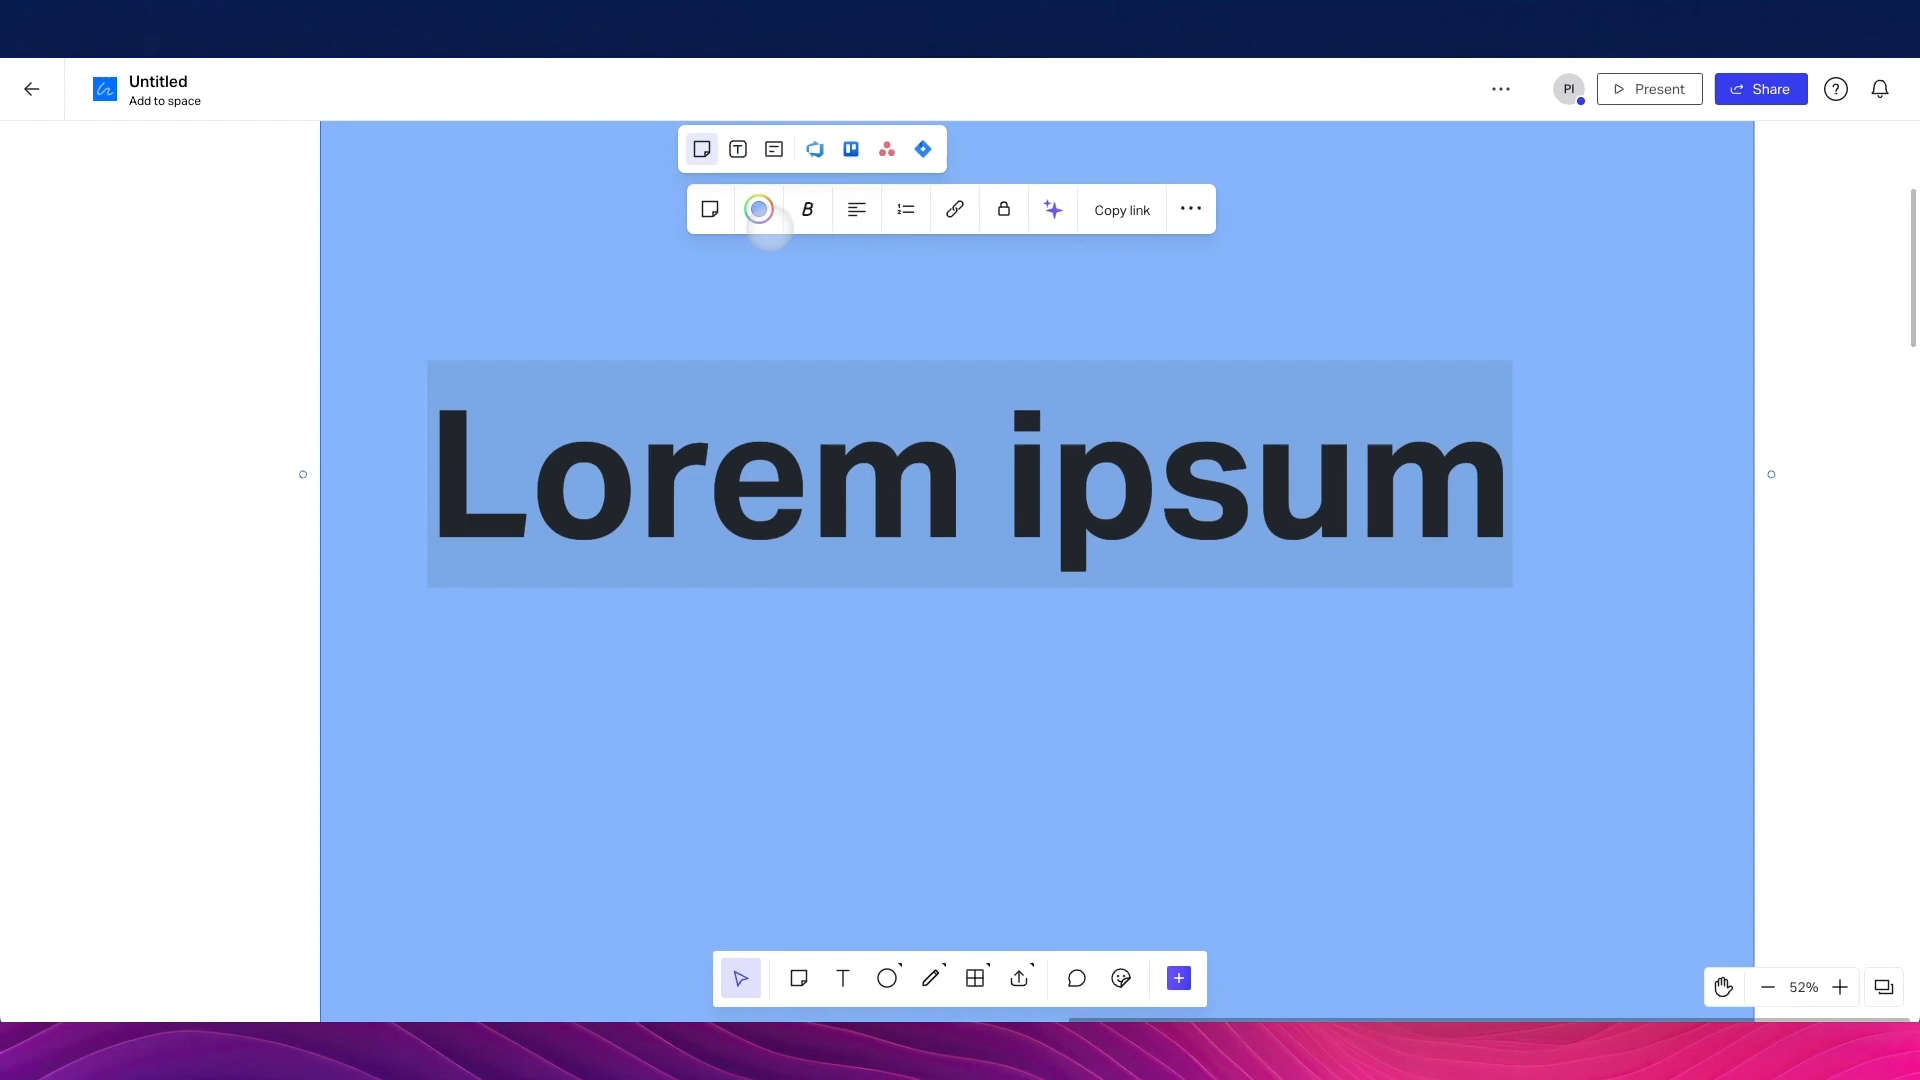 Untitled
Add to space
PI
Present
Share
Copy link
Lorem ipsum
52%